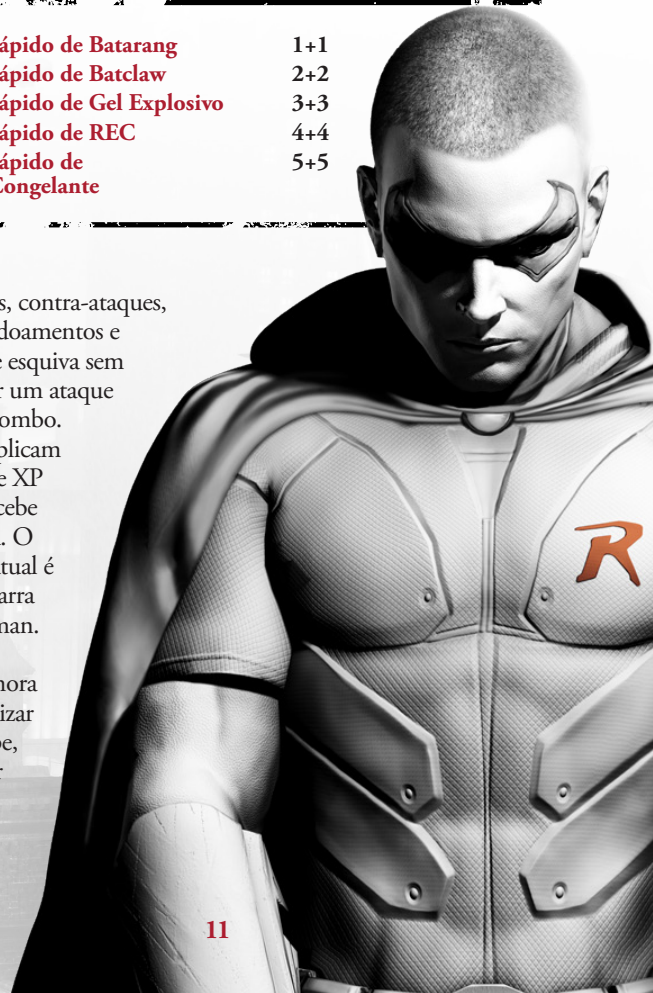 ápido de Batarang 1+1
ápido de Batclaw 2+2
ápido de Gel Explosivo 3+3
ápido de REC 4+4
ápido de 5+5
Congelante
s, contra-ataques,
doamentos e
e esquiva sem
r um ataque
ombo.
plicam
e XP
cebe
. O
tual é
arra
man.
hora
izar
pe,
r
R
11